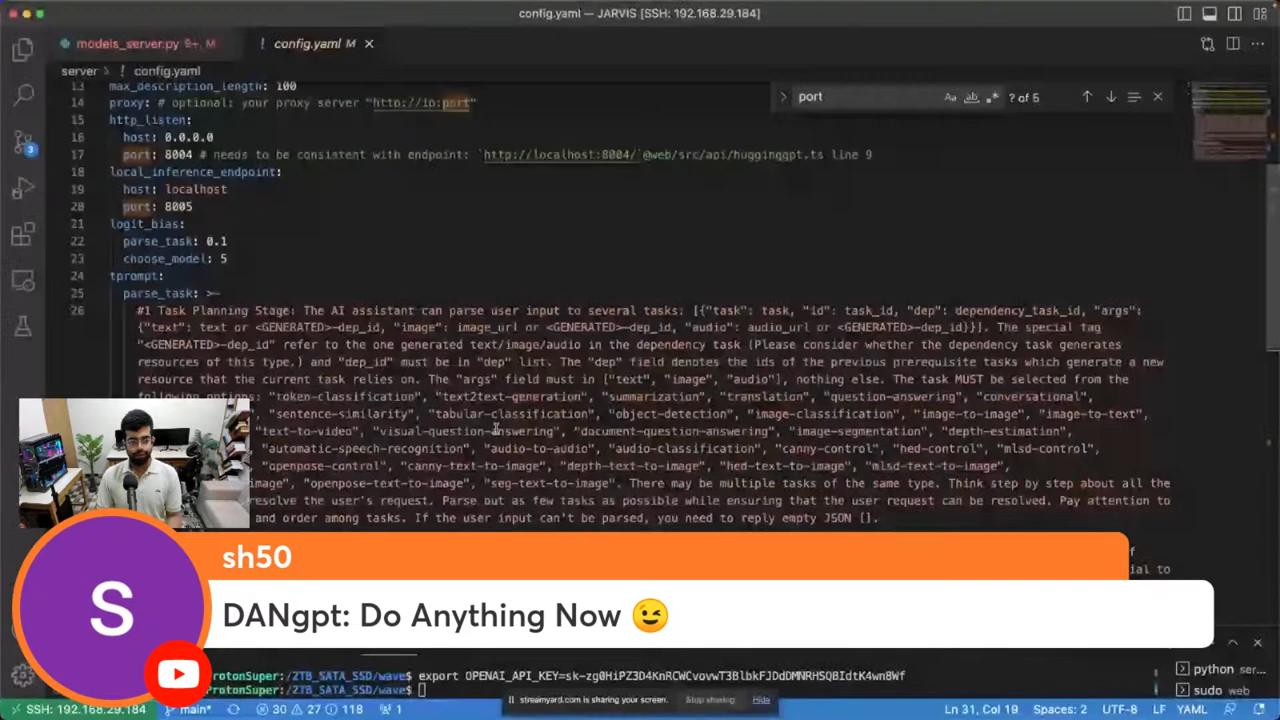 config.yaml — JARVIS [SSH: 192.168.29.184]
models_server.py 9+, M
! config.yaml M
server > ! config.yaml
port
? of 5
13 max_description_length: 100
14 proxy: # optional: your proxy server "http://ip:port"
15 http_listen:
16 host: 0.0.0.0
17 port: 8004 # needs to be consistent with endpoint: `http://localhost:8004/`@web/src/api/hugginggpt.ts line 9
18 local_inference_endpoint:
19 host: localhost
20 port: 8005
21 logit_bias:
22 parse_task: 0.1
23 choose_model: 5
24 tprompt:
25 parse_task: >-
26 #1 Task Planning Stage: The AI assistant can parse user input to several tasks: [{"task": task, "id": task_id, "dep": dependency_task_id, "args":
{"text": text or <GENERATED>-dep_id, "image": image_url or <GENERATED>-dep_id, "audio": audio_url or <GENERATED>-dep_id}}]. The special tag
"<GENERATED>-dep_id" refer to the one generated text/image/audio in the dependency task (Please consider whether the dependency task generates
resources of this type.) and "dep_id" must be in "dep" list. The "dep" field denotes the ids of the previous prerequisite tasks which generate a new
resource that the current task relies on. The "args" field must in ["text", "image", "audio"], nothing else. The task MUST be selected from the
following options: "token-classification", "text2text-generation", "summarization", "translation", "question-answering", "conversational",
"sentence-similarity", "tabular-classification", "object-detection", "image-classification", "image-to-image", "image-to-text",
"text-to-video", "visual-question-answering", "document-question-answering", "image-segmentation", "depth-estimation",
"automatic-speech-recognition", "audio-to-audio", "audio-classification", "canny-control", "hed-control", "mlsd-control",
"openpose-control", "canny-text-to-image", "depth-text-to-image", "hed-text-to-image", "mlsd-text-to-image",
"openpose-text-to-image", "seg-text-to-image". There may be multiple tasks of the same type. Think step by step about all the
resolve the user's request. Parse out as few tasks as possible while ensuring that the user request can be resolved. Pay attention to
and order among tasks. If the user input can't be parsed, you need to reply empty JSON [].
sh50
S
DANgpt: Do Anything Now 😉
rotonSuper:/2TB_SATA_SSD/wave$ export OPENAI_API_KEY=
rotonSuper:/2TB_SATA_SSD/wave$
python ser...
sudo web
streamyard.com is sharing your screen. Stop sharing Hide
SSH: 192.168.29.184 main* 30 27 118 1 Ln 31, Col 19 Spaces: 2 UTF-8 LF YAML